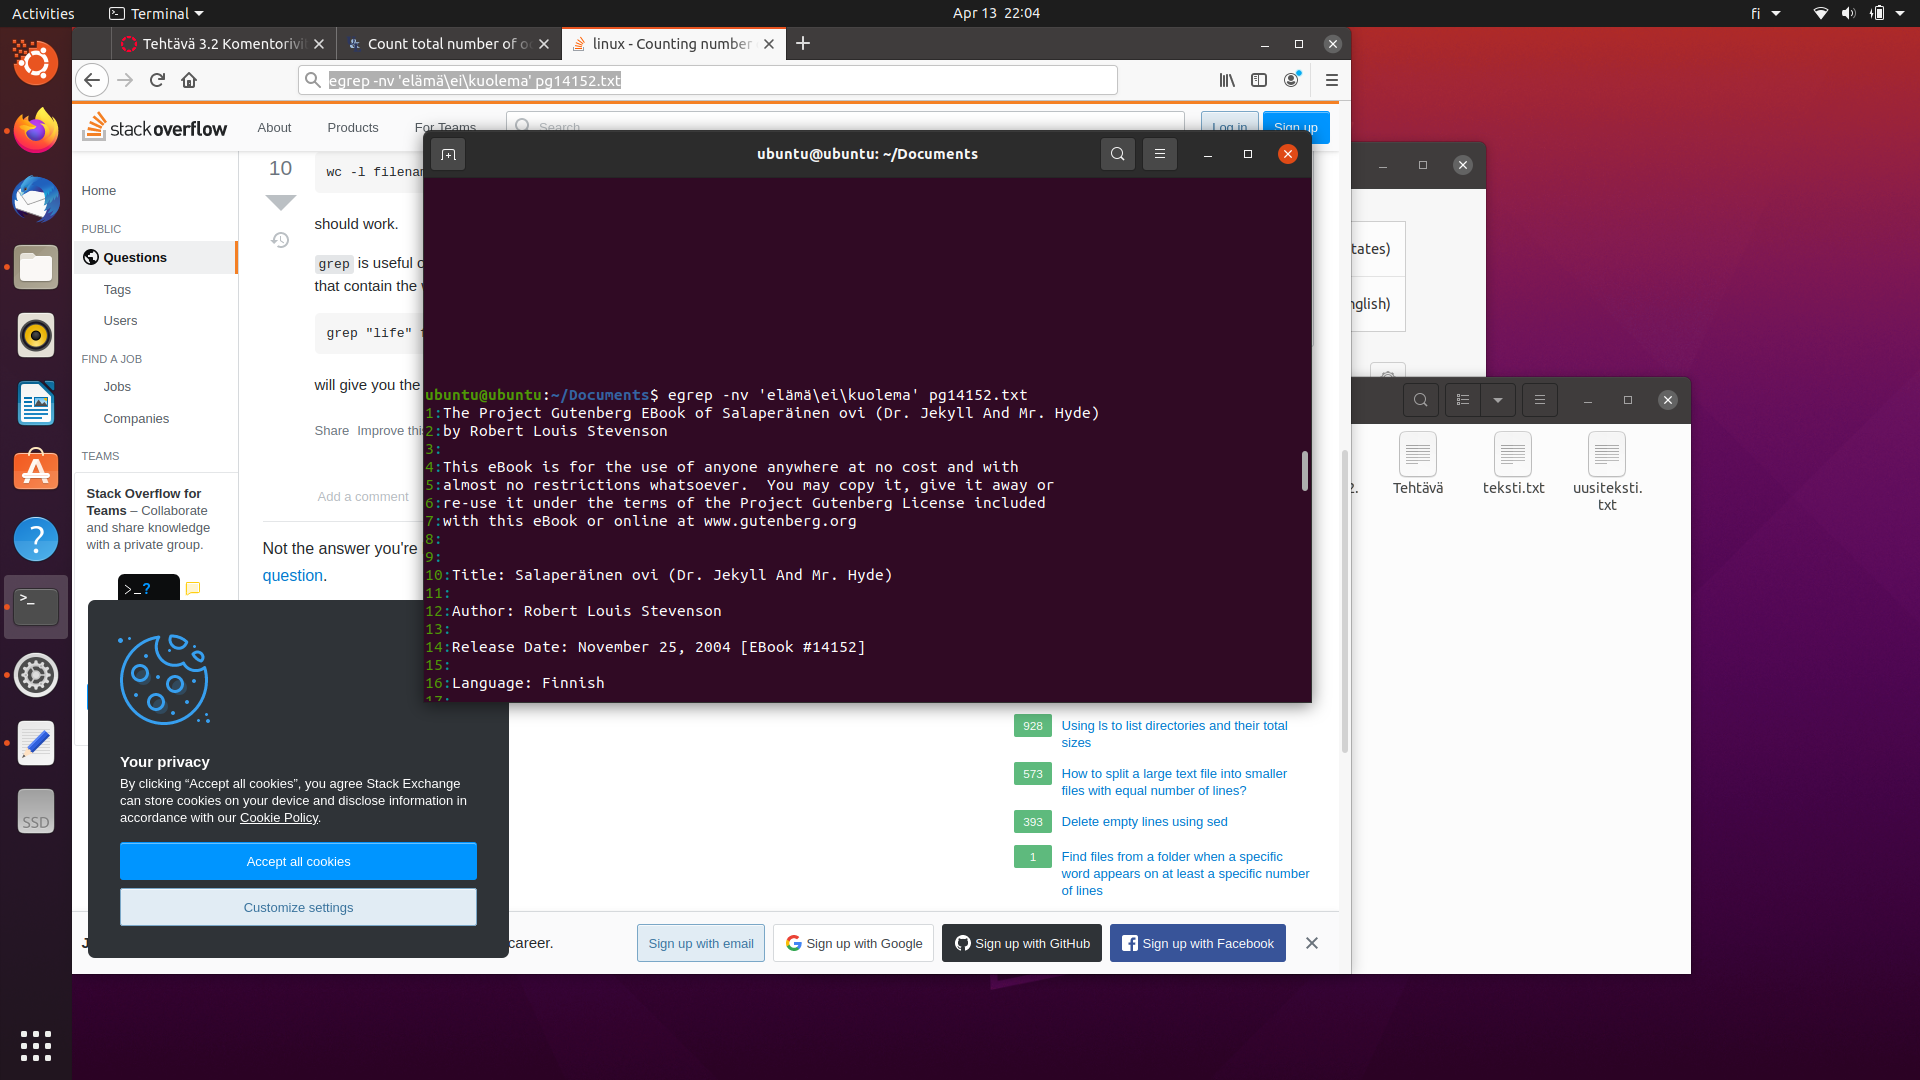 Activities
Terminal
Apr 13  22:04
fi
Tehtävä 3.2 Komentorivi
Count total number of o
linux - Counting number
egrep -nv 'elämä\ei\kuolema' pg14152.txt
stackoverflow
About
Products
For Teams
Search
Log in
Sign up
Home
PUBLIC
Questions
Tags
Users
FIND A JOB
Jobs
Companies
TEAMS
Stack Overflow for
Teams – Collaborate
and share knowledge
with a private group.
>_?
10
wc -l filenam
should work.
grep is useful
that contain the
grep "life"
will give you the
Share Improve this
Add a comment
Not the answer you're
question.
ubuntu@ubuntu: ~/Documents
ubuntu@ubuntu:~/Documents$ egrep -nv 'elämä\ei\kuolema' pg14152.txt
1:The Project Gutenberg EBook of Salaperäinen ovi (Dr. Jekyll And Mr. Hyde)
2:by Robert Louis Stevenson
3:
4:This eBook is for the use of anyone anywhere at no cost and with
5:almost no restrictions whatsoever.  You may copy it, give it away or
6:re-use it under the terms of the Project Gutenberg License included
7:with this eBook or online at www.gutenberg.org
8:
9:
10:Title: Salaperäinen ovi (Dr. Jekyll And Mr. Hyde)
11:
12:Author: Robert Louis Stevenson
13:
14:Release Date: November 25, 2004 [EBook #14152]
15:
16:Language: Finnish
17:
tates)
nglish)
2.
Tehtävä
teksti.txt
uusiteksti.
txt
Your privacy
By clicking “Accept all cookies”, you agree Stack Exchange
can store cookies on your device and disclose information in
accordance with our Cookie Policy.
Accept all cookies
Customize settings
928 Using ls to list directories and their total
sizes
573 How to split a large text file into smaller
files with equal number of lines?
393 Delete empty lines using sed
1 Find files from a folder when a specific
word appears on at least a specific number
of lines
career.
Sign up with email
Sign up with Google
Sign up with GitHub
Sign up with Facebook
SSD